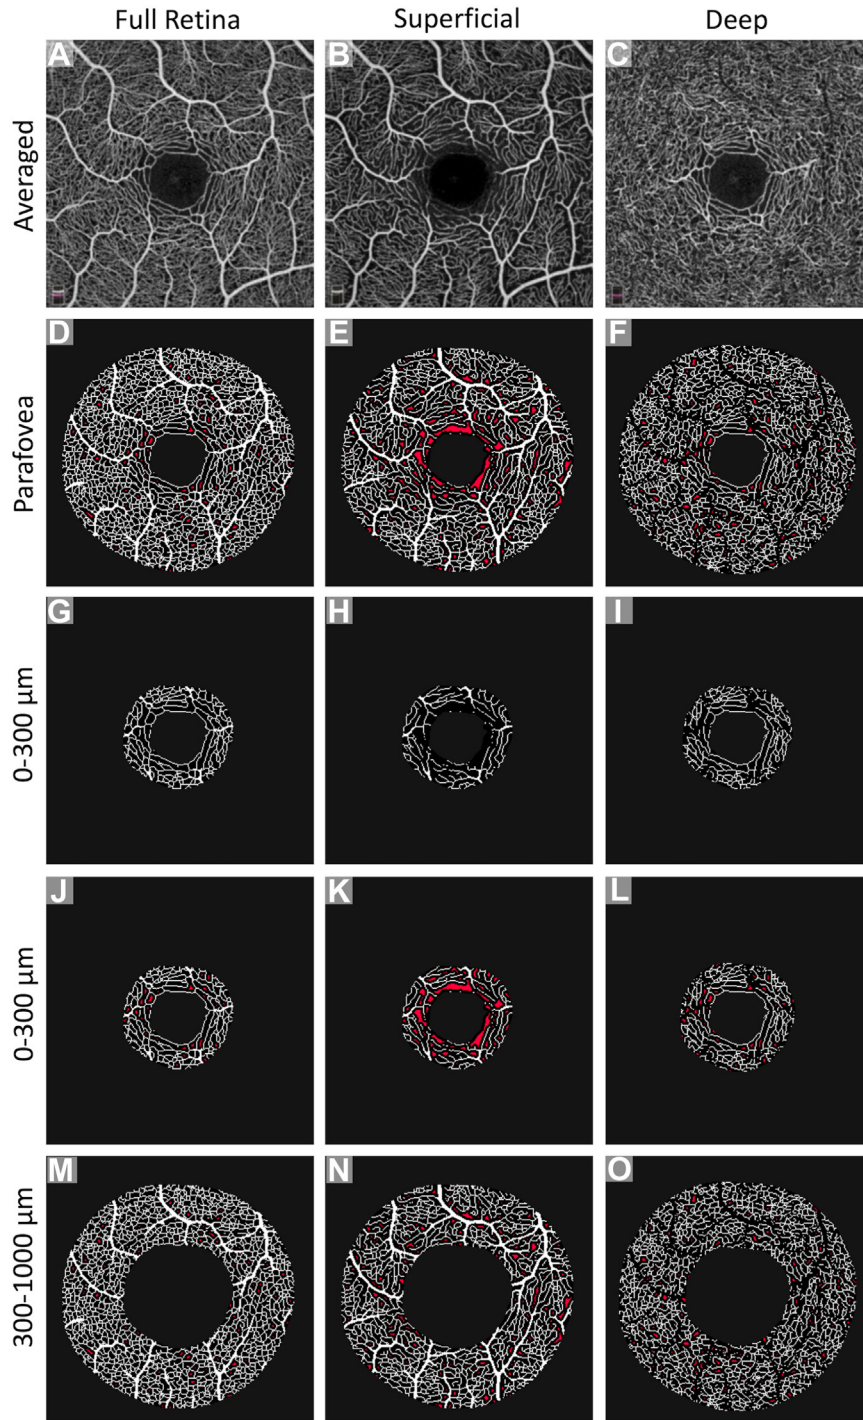 Full Retina Superficial Deep
Averaged
A B C
Parafovea
D E F
0-300 µm
G H I
0-300 µm
J K L
300-1000 µm
M N O